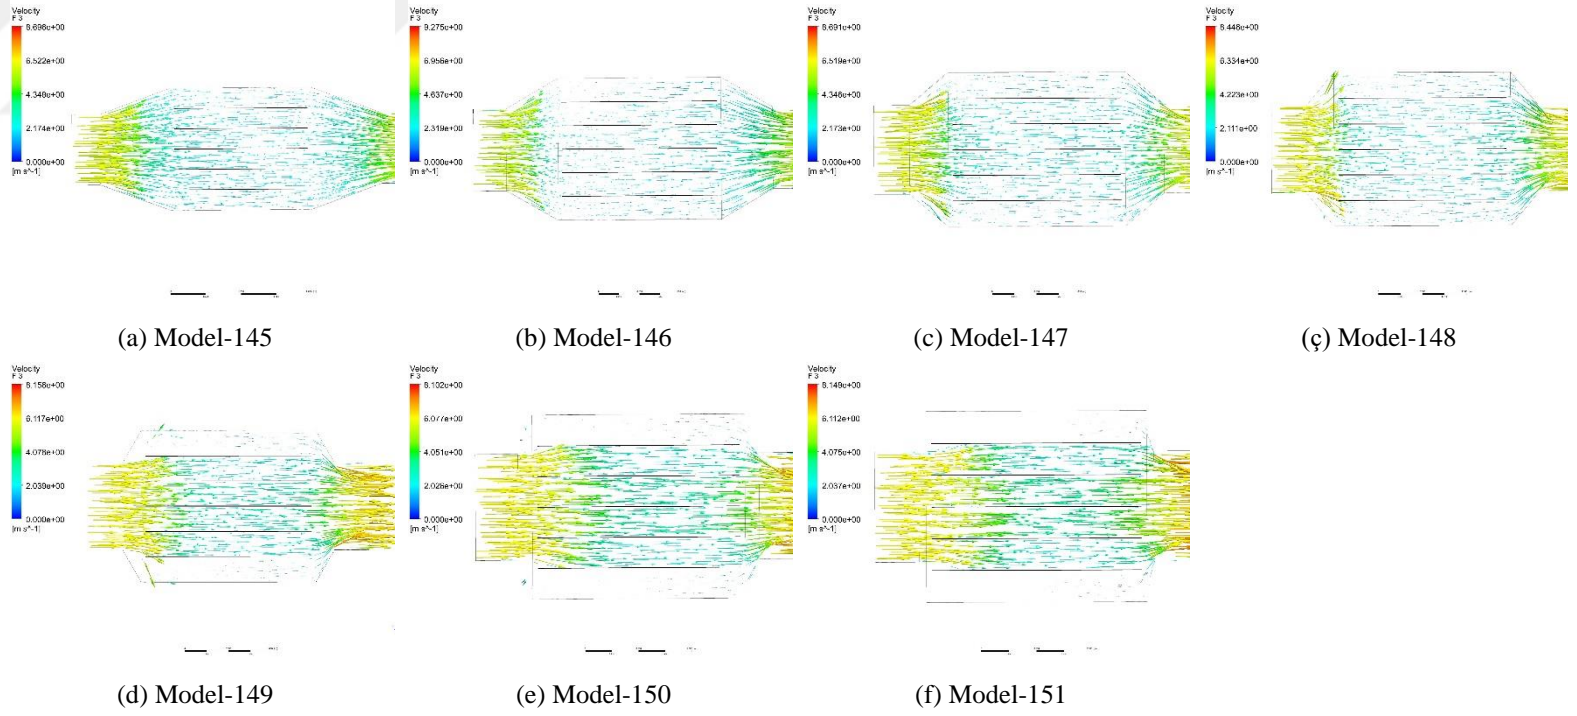 Velocity
F 3
8.696e+00
6.522e+00
4.348e+00
2.174e+00
0.000e+00
[m s^-1]
(a) Model-145
Velocity
F 3
9.275e+00
6.956e+00
4.637e+00
2.319e+00
0.000e+00
[m s^-1]
(b) Model-146
Velocity
F 3
8.691e+00
6.519e+00
4.346e+00
2.173e+00
0.000e+00
[m s^-1]
(c) Model-147
Velocity
F 3
8.446e+00
6.334e+00
4.223e+00
2.111e+00
0.000e+00
[m s^-1]
(ç) Model-148
Velocity
F 3
8.156e+00
6.117e+00
4.078e+00
2.039e+00
0.000e+00
[m s^-1]
(d) Model-149
Velocity
F 3
8.102e+00
6.077e+00
4.051e+00
2.026e+00
0.000e+00
[m s^-1]
(e) Model-150
Velocity
F 3
8.149e+00
6.112e+00
4.075e+00
2.037e+00
0.000e+00
[m s^-1]
(f) Model-151